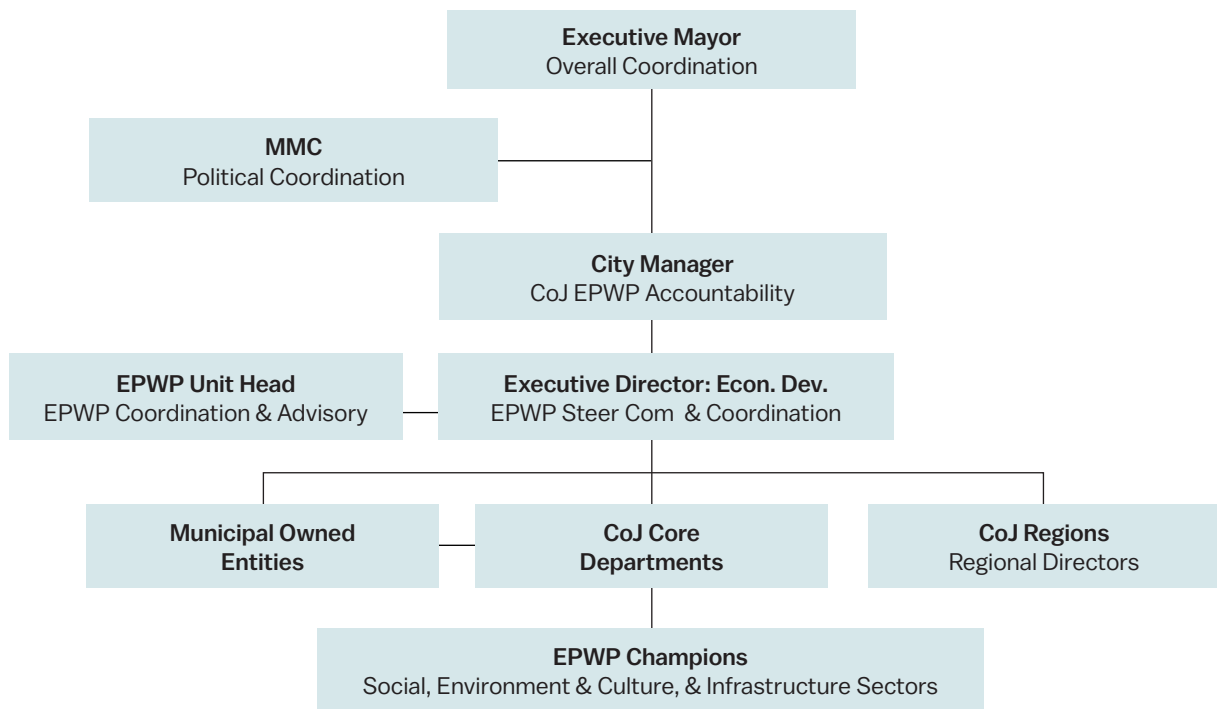 Executive Mayor
Overall Coordination
MMC
Political Coordination
City Manager
CoJ EPWP Accountability
EPWP Unit Head
EPWP Coordination & Advisory
Executive Director: Econ. Dev.
EPWP Steer Com & Coordination
Municipal Owned
Entities
CoJ Core
Departments
CoJ Regions
Regional Directors
EPWP Champions
Social, Environment & Culture, & Infrastructure Sectors